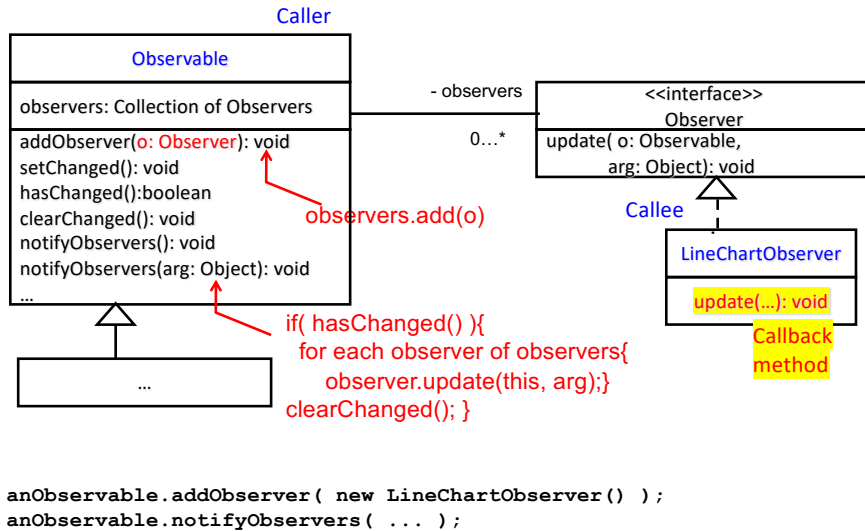 Caller
Observable
observers: Collection of Observers
addObserver(o: Observer): void
setChanged(): void
hasChanged():boolean
clearChanged(): void
notifyObservers(): void
notifyObservers(arg: Object): void
...
observers.add(o)
if( hasChanged() ){
for each observer of observers{
observer.update(this, arg);}
clearChanged(); }
...
- observers
0...*
<<interface>>
Observer
update( o: Observable,
arg: Object): void
Callee
LineChartObserver
update(...): void
Callback
method
anObservable.addObserver( new LineChartObserver() );
anObservable.notifyObservers( ... );